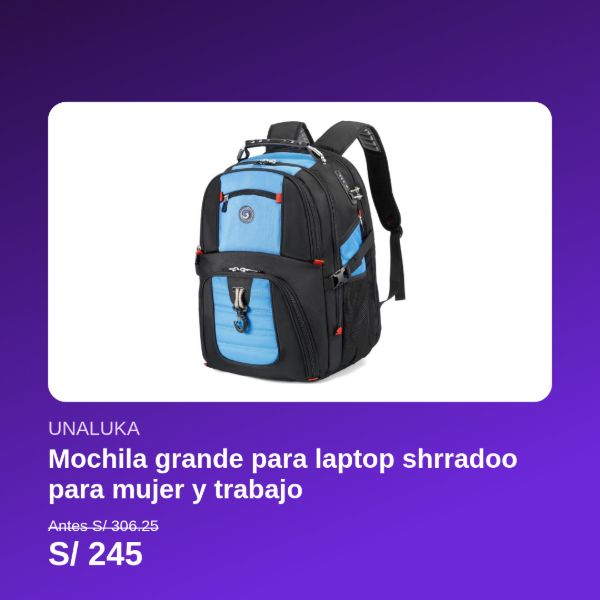 UNALUKA
Mochila grande para laptop shrradoo
para mujer y trabajo
Antes S/ 306.25
S/ 245